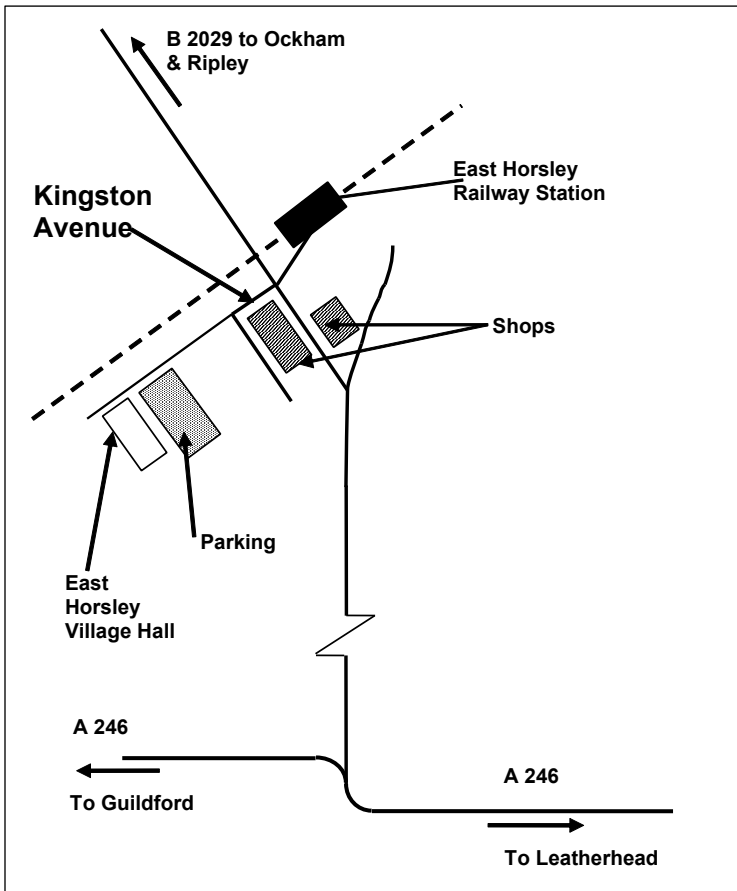 B 2029 to Ockham
& Ripley
East Horsley
Railway Station
Kingston
Avenue
Shops
Parking
East
Horsley
Village Hall
A 246
To Guildford
A 246
To Leatherhead